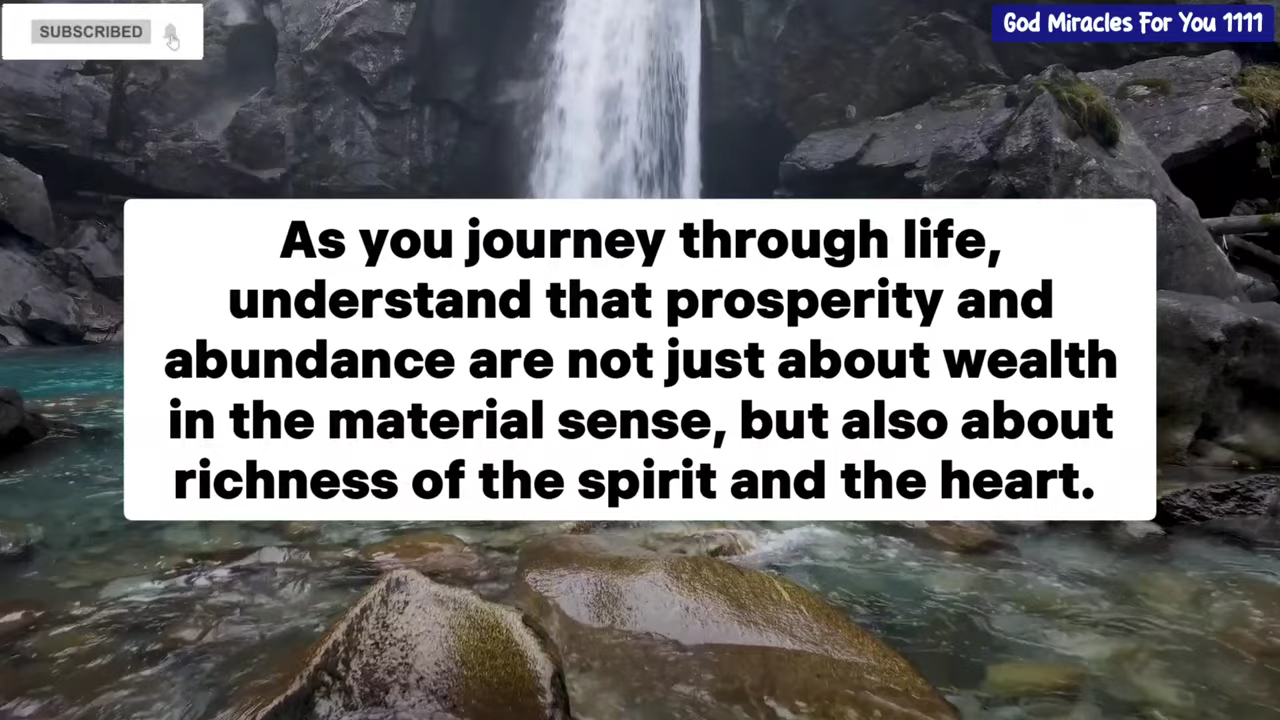 SUBSCRIBED
God Miracles For You 1111
As you journey through life,
understand that prosperity and
abundance are not just about wealth
in the material sense, but also about
richness of the spirit and the heart.